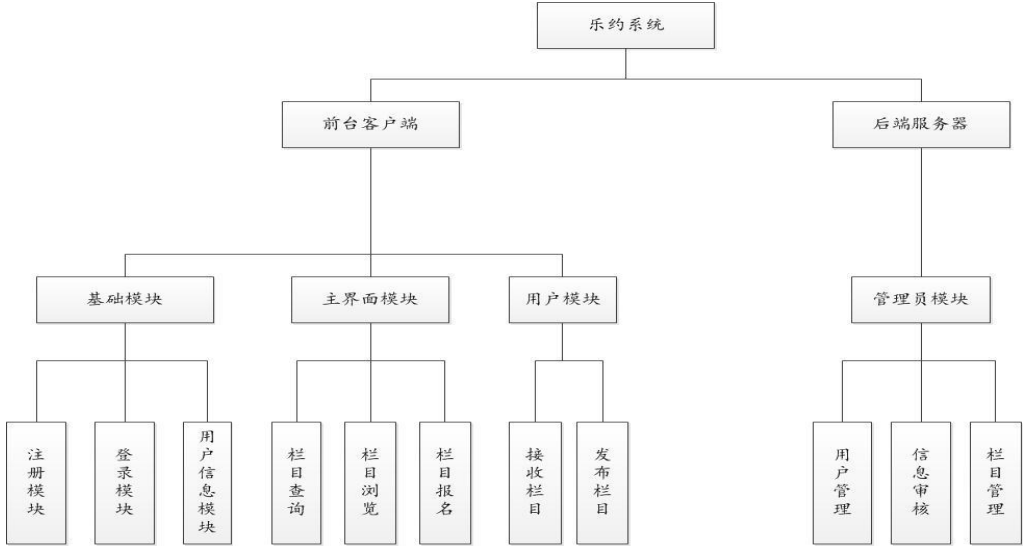 乐约系统
前台客户端
后端服务器
基础模块
主界面模块
用户模块
管理员模块
注册模块
登录模块
用户信息模块
栏目查询
栏目浏览
栏目报名
接收栏目
发布栏目
用户管理
信息审核
栏目管理